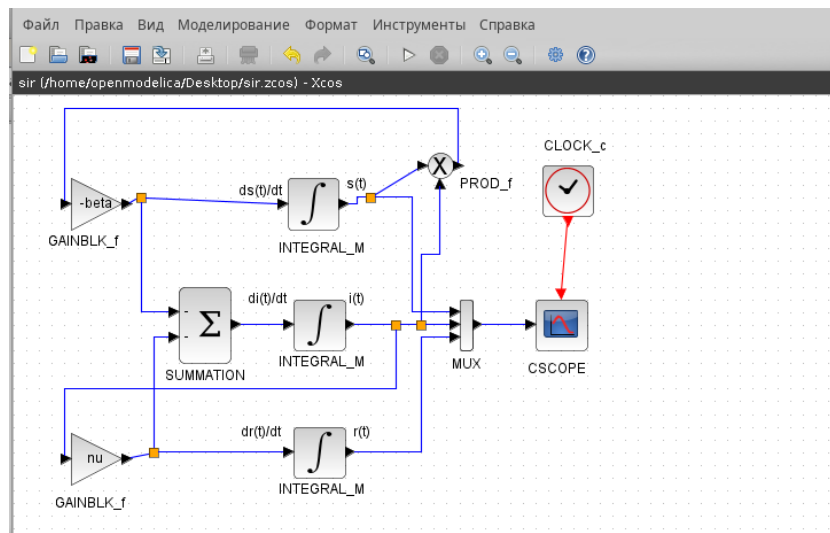 Файл Правка Вид Моделирование Формат Инструменты Справка
sir (/home/openmodelica/Desktop/sir.zcos) - Xcos
CLOCK_c
X
PROD_f
ds(t)/dt
s(t)
-beta
∫
GAINBLK_f
INTEGRAL_M
di(t)/dt
i(t)
-
-
Σ
∫
SUMMATION
INTEGRAL_M
MUX
CSCOPE
dr(t)/dt
r(t)
nu
∫
GAINBLK_f
INTEGRAL_M